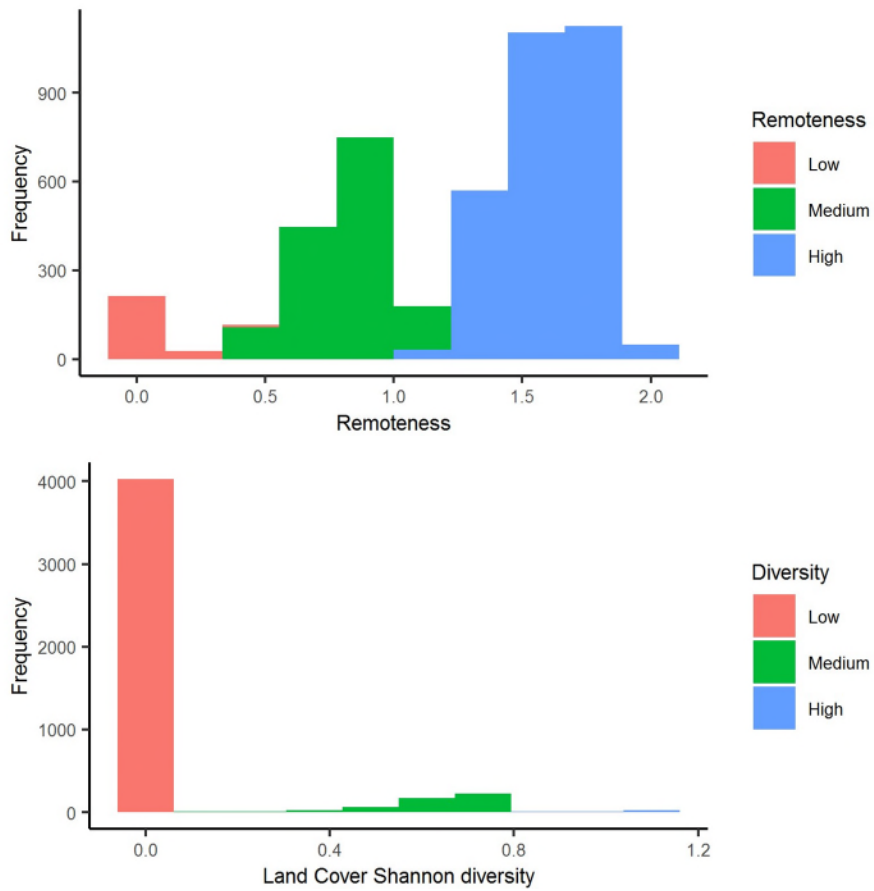 900
600
300
0
Frequency
0.0 0.5 1.0 1.5 2.0
Remoteness
Remoteness
Low
Medium
High
4000
3000
2000
1000
0
Frequency
0.0 0.4 0.8 1.2
Land Cover Shannon diversity
Diversity
Low
Medium
High